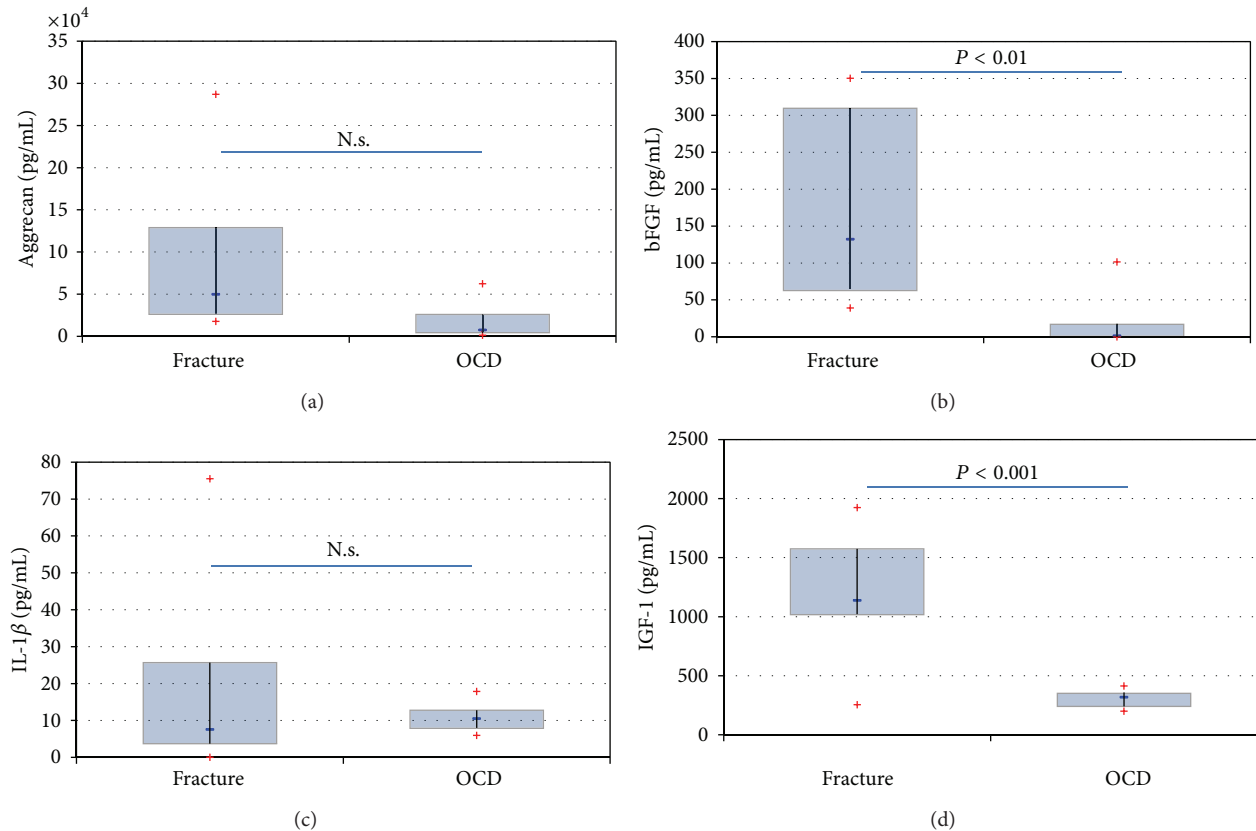 ×10⁴
35
30
25
20
15
10
5
0
Aggrecan (pg/mL)
N.s.
Fracture OCD
(a)
400
350
300
250
200
150
100
50
0
bFGF (pg/mL)
P < 0.01
Fracture OCD
(b)
80
70
60
50
40
30
20
10
0
IL-1β (pg/mL)
N.s.
Fracture OCD
(c)
2500
2000
1500
1000
500
0
IGF-1 (pg/mL)
P < 0.001
Fracture OCD
(d)